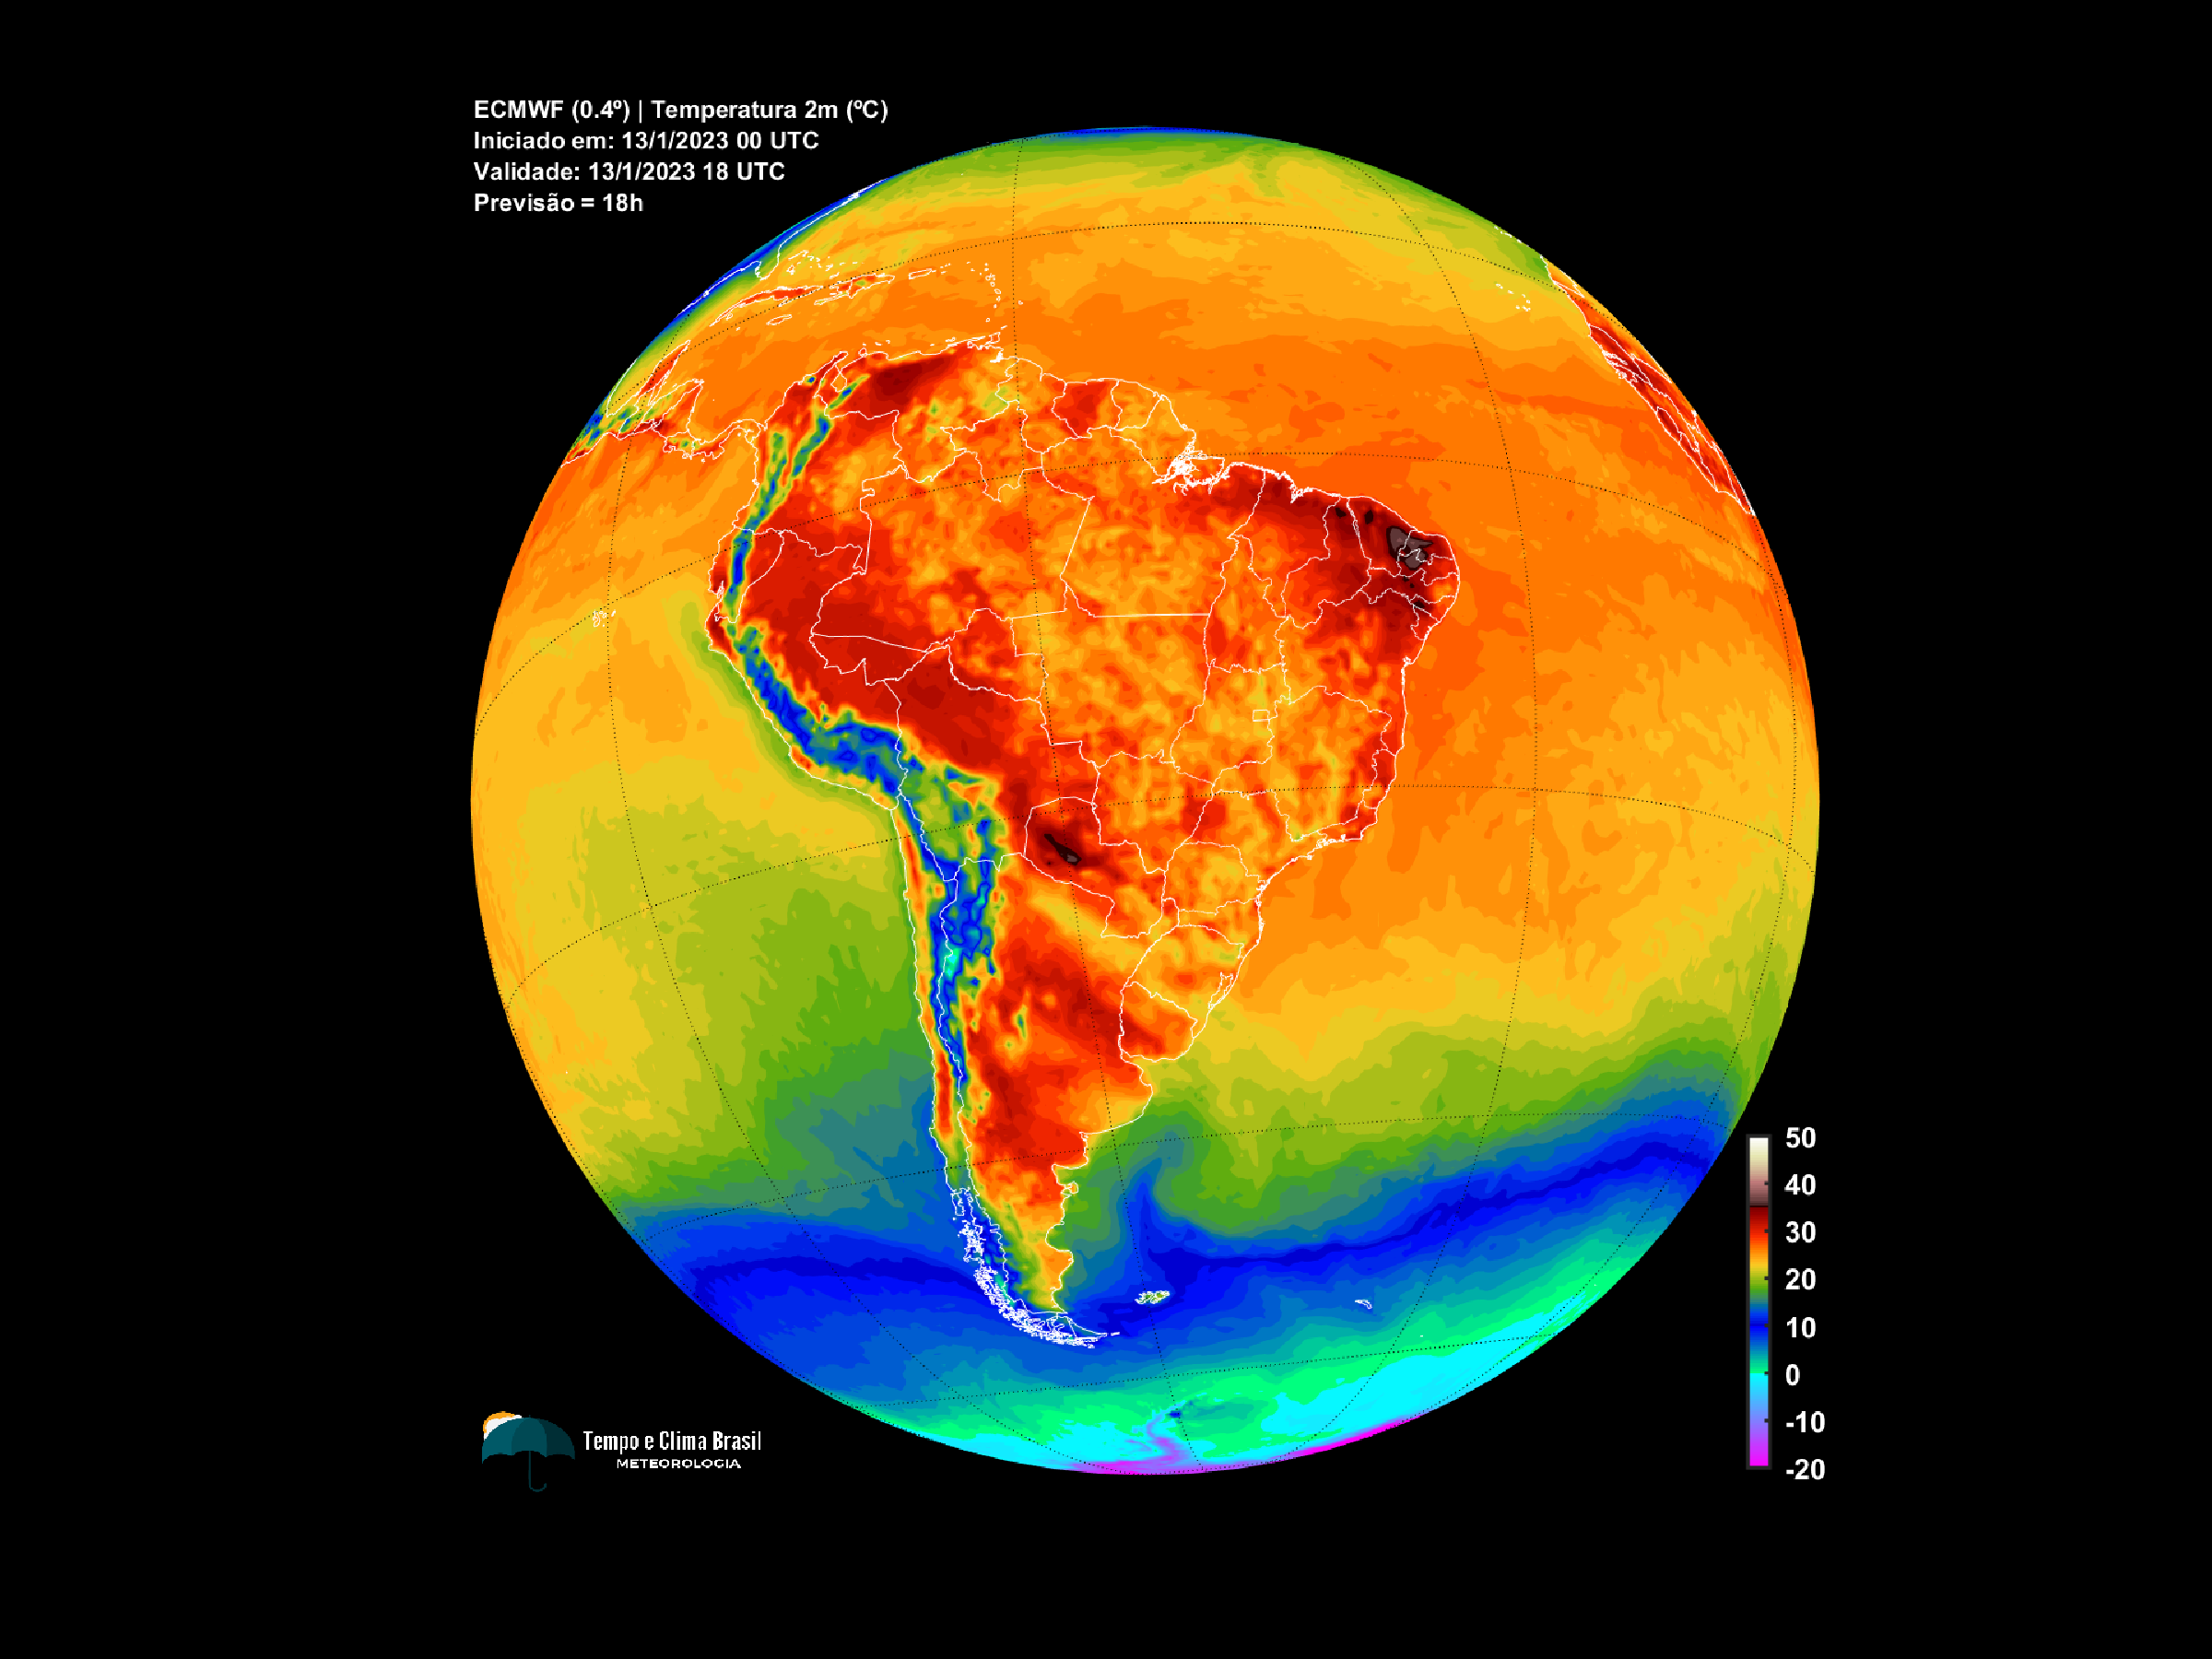 ECMWF (0.4º) | Temperatura 2m (ºC)
Iniciado em: 13/1/2023 00 UTC
Validade: 13/1/2023 18 UTC
Previsão = 18h
50
40
30
20
10
0
-10
-20
Tempo e Clima Brasil
METEOROLOGIA